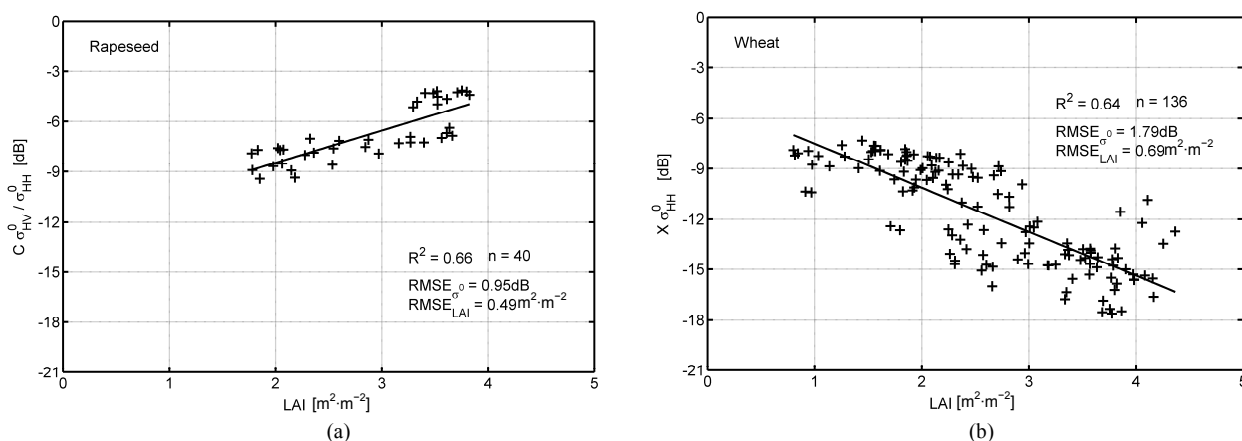 Rapeseed
0
-3
-6
-9
-12
-15
-18
-21
C σ⁰HV / σ⁰HH [dB]
R² = 0.66 n = 40
RMSEσ⁰ = 0.95dB
RMSELAI = 0.49m²·m⁻²
0 1 2 3 4 5
LAI [m²·m⁻²]
(a)
Wheat
0
-3
-6
-9
-12
-15
-18
-21
X σ⁰HH [dB]
R² = 0.64 n = 136
RMSEσ⁰ = 1.79dB
RMSELAI = 0.69m²·m⁻²
0 1 2 3 4 5
LAI [m²·m⁻²]
(b)